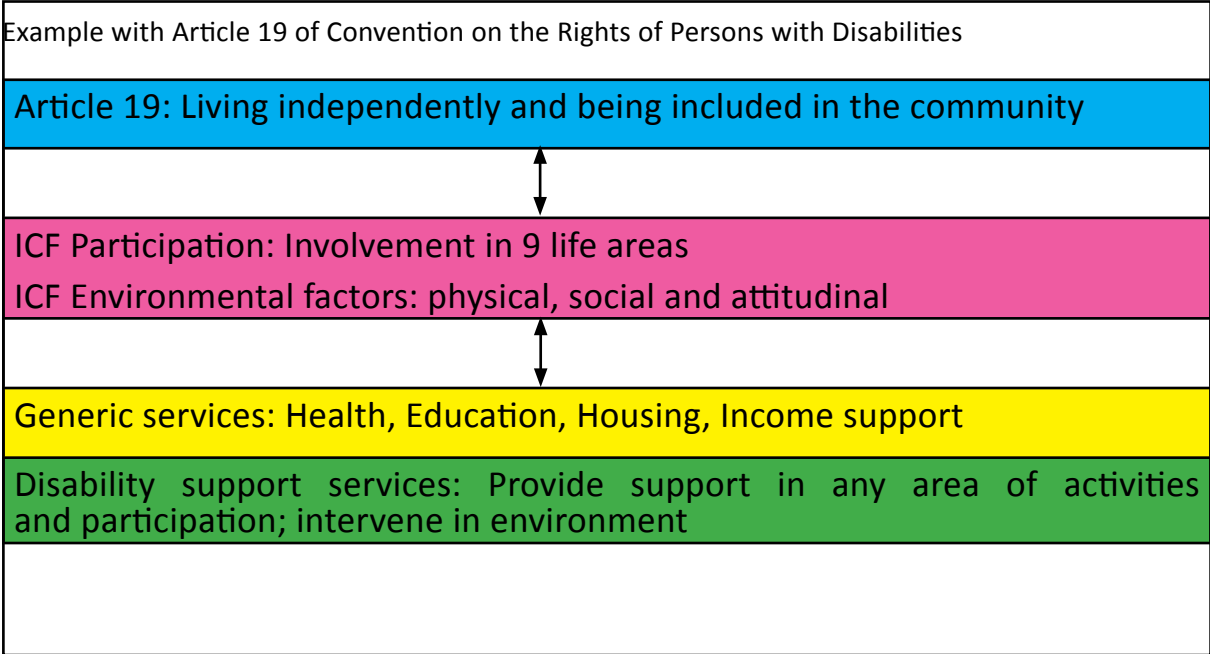 Example with Article 19 of Convention on the Rights of Persons with Disabilities
Article 19: Living independently and being included in the community
ICF Participation: Involvement in 9 life areas
ICF Environmental factors: physical, social and attitudinal
Generic services: Health, Education, Housing, Income support
Disability support services: Provide support in any area of activities
and participation; intervene in environment